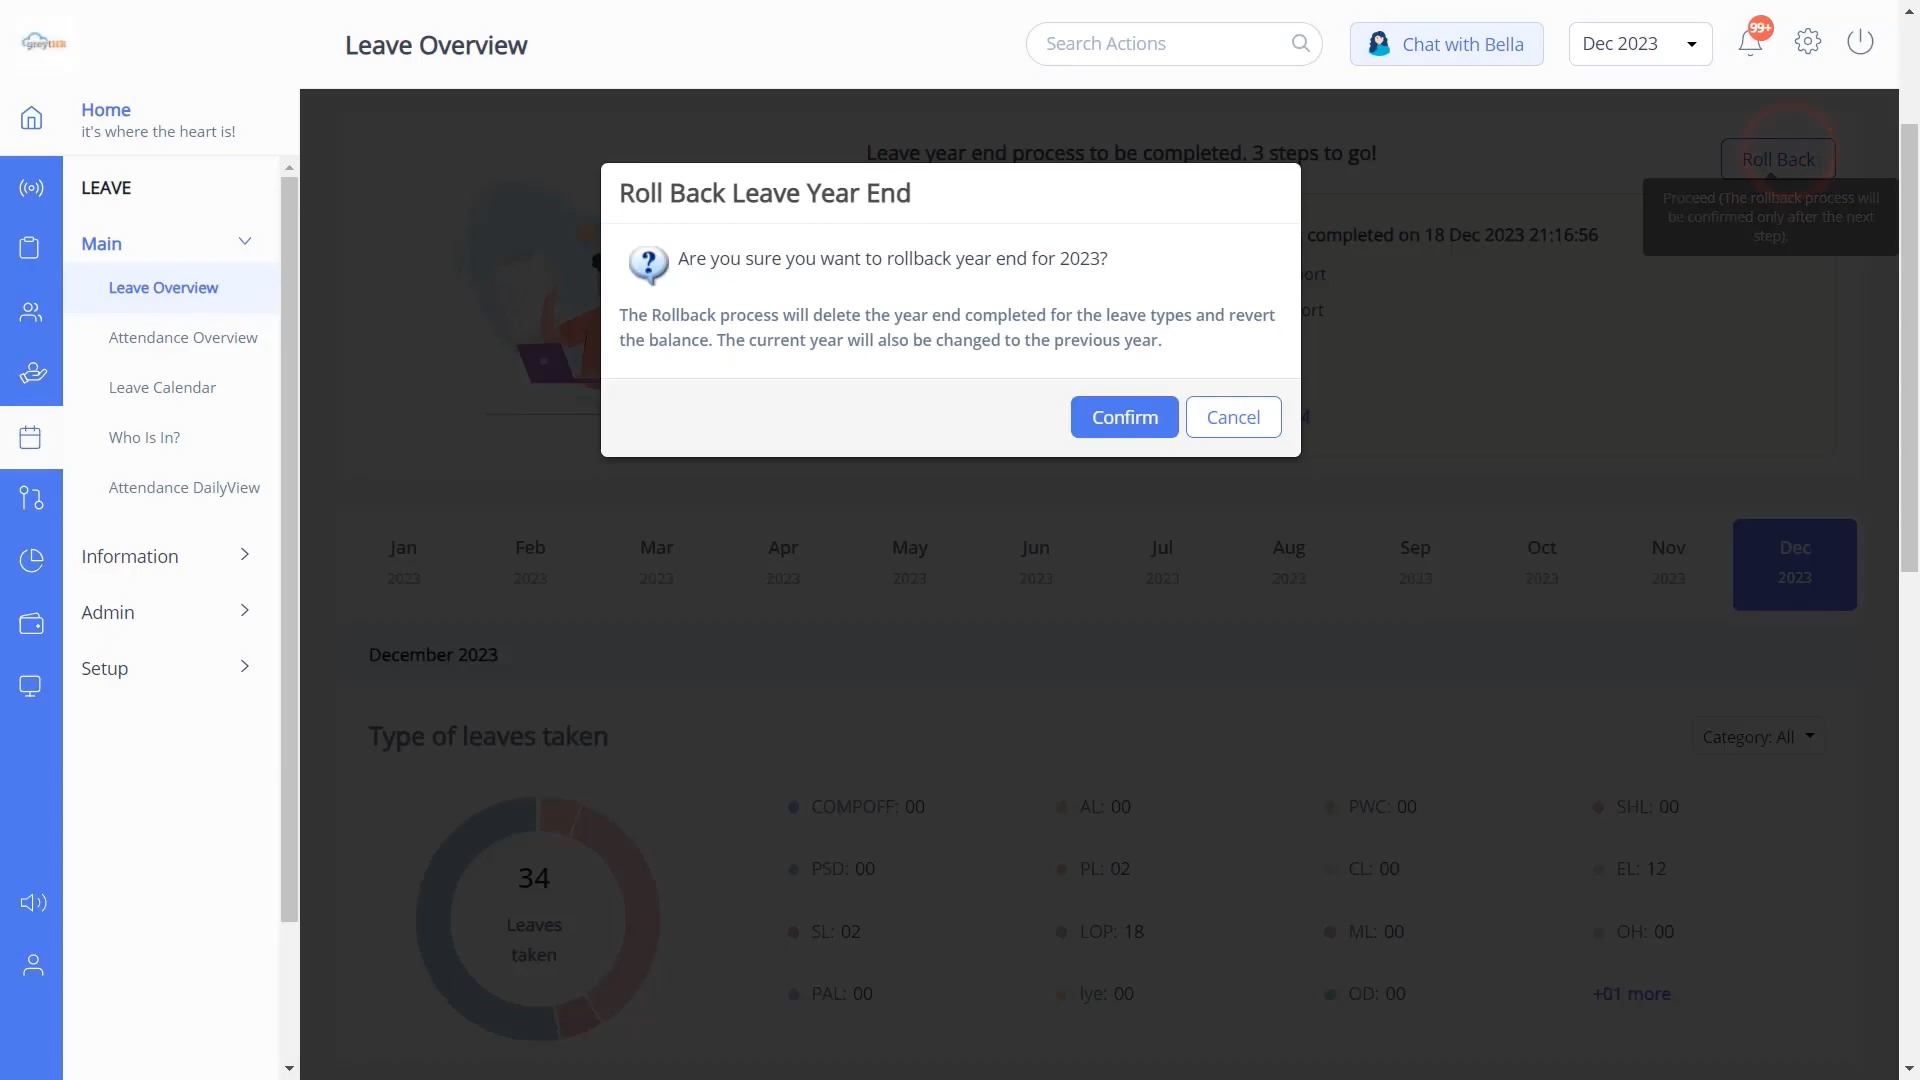 greytHR
Leave Overview
Search Actions
Chat with Bella
Dec 2023
99+
Home
it's where the heart is!
LEAVE
Main
Leave Overview
Attendance Overview
Leave Calendar
Who Is In?
Attendance DailyView
Information
Admin
Setup
Leave year end process to be completed. 3 steps to go!
Roll Back
Proceed (The rollback process will
be confirmed only after the next
step).
completed on 18 Dec 2023 21:16:56
Roll Back Leave Year End
Are you sure you want to rollback year end for 2023?
The Rollback process will delete the year end completed for the leave types and revert
the balance. The current year will also be changed to the previous year.
Confirm
Cancel
Jan Feb Mar Apr May Jun Jul Aug Sep Oct Nov Dec
2023 2023 2023 2023 2023 2023 2023 2023 2023 2023 2023 2023
December 2023
Type of leaves taken
Category: All
34
Leaves
taken
COMPOFF: 00 AL: 00 PWC: 00 SHL: 00
PSD: 00 PL: 02 CL: 00 EL: 12
SL: 02 LOP: 18 ML: 00 OH: 00
PAL: 00 lye: 00 OD: 00 +01 more